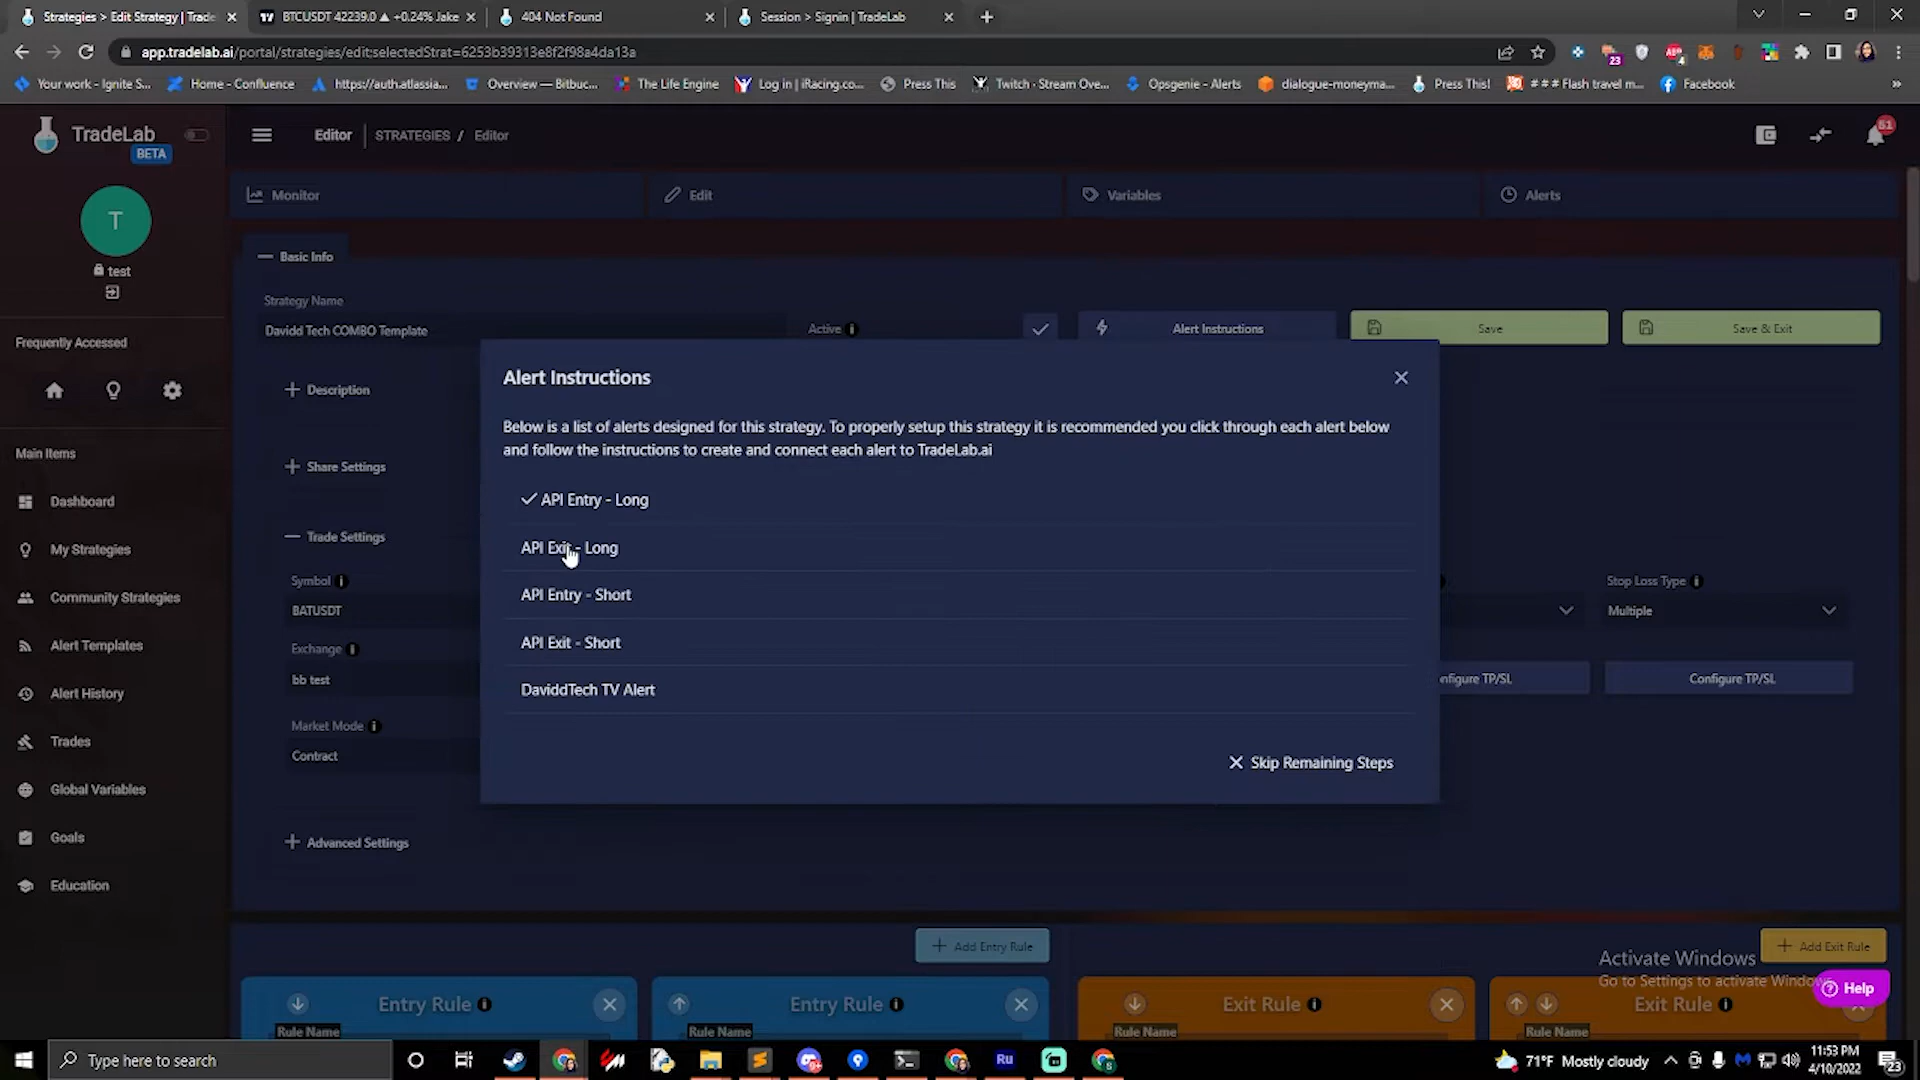 Strategies > Edit Strategy | Trade
BTCUSDT 42239.0 ▲ +0.24% Jake
404 Not Found
Session > Signin | TradeLab
app.tradelab.ai/portal/strategies/edit;selectedStrat=6253b39313e8f2f98a4da13a
23
4
Your work - Ignite S...
Home - Confluence
https://auth.atlassia...
Overview — Bitbuc...
The Life Engine
Log in | iRacing.co...
Press This
Twitch - Stream Ove...
Opsgenie - Alerts
dialogue-moneyma...
Press This!
# # # Flash travel m...
Facebook
»
TradeLab
BETA
Editor
STRATEGIES / Editor
51
T
test
Monitor
Edit
Variables
Alerts
Basic Info
Strategy Name
Davidd Tech COMBO Template
Active
Alert Instructions
Save
Save & Exit
Frequently Accessed
Description
Share Settings
Main Items
Dashboard
My Strategies
Community Strategies
Alert Templates
Alert History
Trades
Global Variables
Goals
Education
Trade Settings
Symbol
BATUSDT
Exchange
bb test
Market Mode
Contract
Advanced Settings
Alert Instructions
Below is a list of alerts designed for this strategy. To properly setup this strategy it is recommended you click through each alert below
and follow the instructions to create and connect each alert to TradeLab.ai
API Entry - Long
API Exit - Long
API Entry - Short
API Exit - Short
DaviddTech TV Alert
Skip Remaining Steps
Stop Loss Type
Multiple
nfigure TP/SL
Configure TP/SL
Add Entry Rule
Add Exit Rule
Activate Windows
Go to Settings to activate Windows
Help
Entry Rule
Entry Rule
Exit Rule
Exit Rule
Rule Name
Rule Name
Rule Name
Rule Name
Type here to search
Ru
71°F Mostly cloudy
11:53 PM
4/10/2022
23